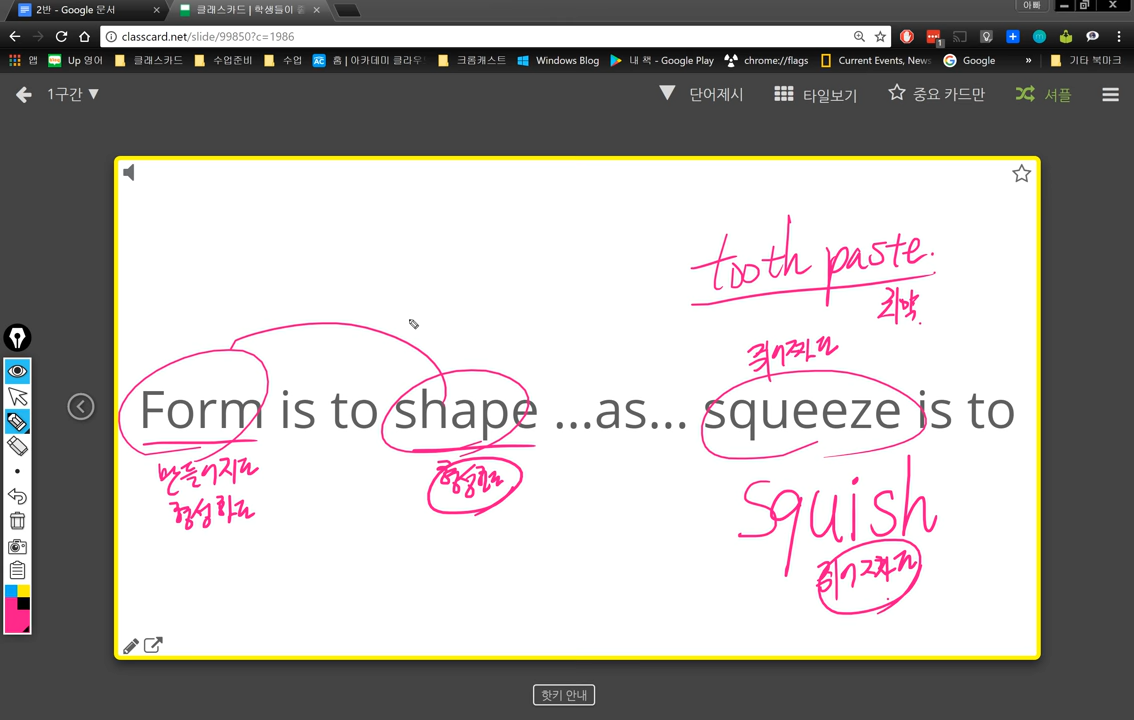 2반 - Google 문서
클래스카드 | 학생들이 좋
아빠
classcard.net/slide/99850?c=1986
앱
Up 영어
클래스카드
수업준비
수업
AC
홈 | 아카데미 클라우
크롬캐스트
Windows Blog
내 책 - Google Play
chrome://flags
Current Events, News
Google
»
기타 북마크
1구간 ▼
단어제시
타일보기
중요 카드만
셔플
tooth paste.
치약.
쥐어짜다
Form is to shape ...as... squeeze is to
만들어지다
형성하다
형성하다
squish
쥐어짜다
핫키 안내